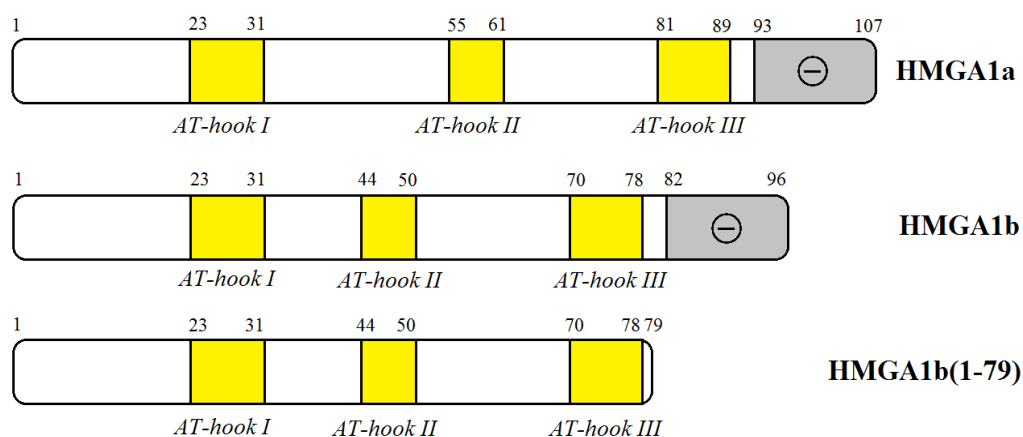 1 23 31 55 61 81 89 93 107
⊖ HMGA1a
AT-hook I AT-hook II AT-hook III
1 23 31 44 50 70 78 82 96
⊖ HMGA1b
AT-hook I AT-hook II AT-hook III
1 23 31 44 50 70 78 79
HMGA1b(1-79)
AT-hook I AT-hook II AT-hook III